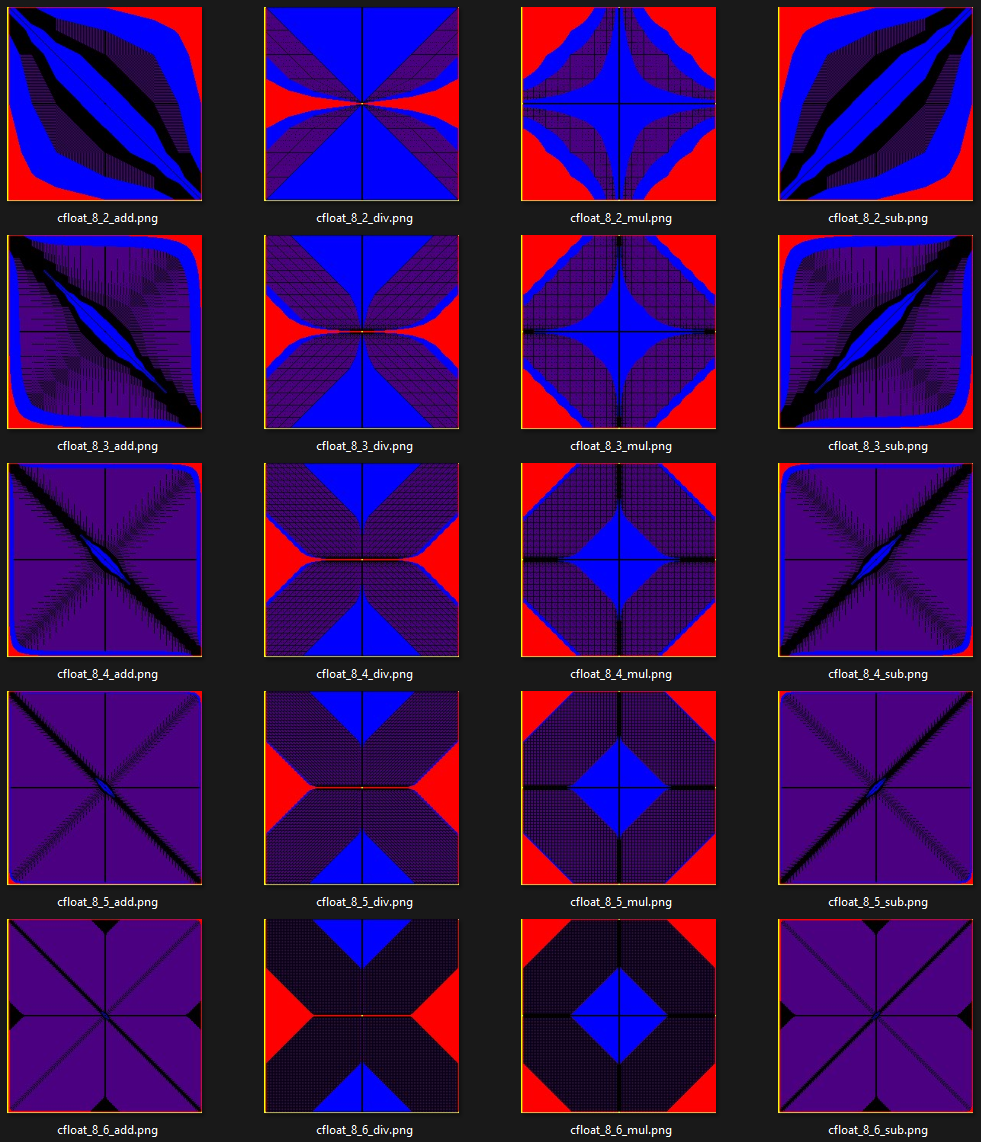 cfloat_8_2_add.png cfloat_8_2_div.png cfloat_8_2_mul.png cfloat_8_2_sub.png
cfloat_8_3_add.png cfloat_8_3_div.png cfloat_8_3_mul.png cfloat_8_3_sub.png
cfloat_8_4_add.png cfloat_8_4_div.png cfloat_8_4_mul.png cfloat_8_4_sub.png
cfloat_8_5_add.png cfloat_8_5_div.png cfloat_8_5_mul.png cfloat_8_5_sub.png
cfloat_8_6_add.png cfloat_8_6_div.png cfloat_8_6_mul.png cfloat_8_6_sub.png